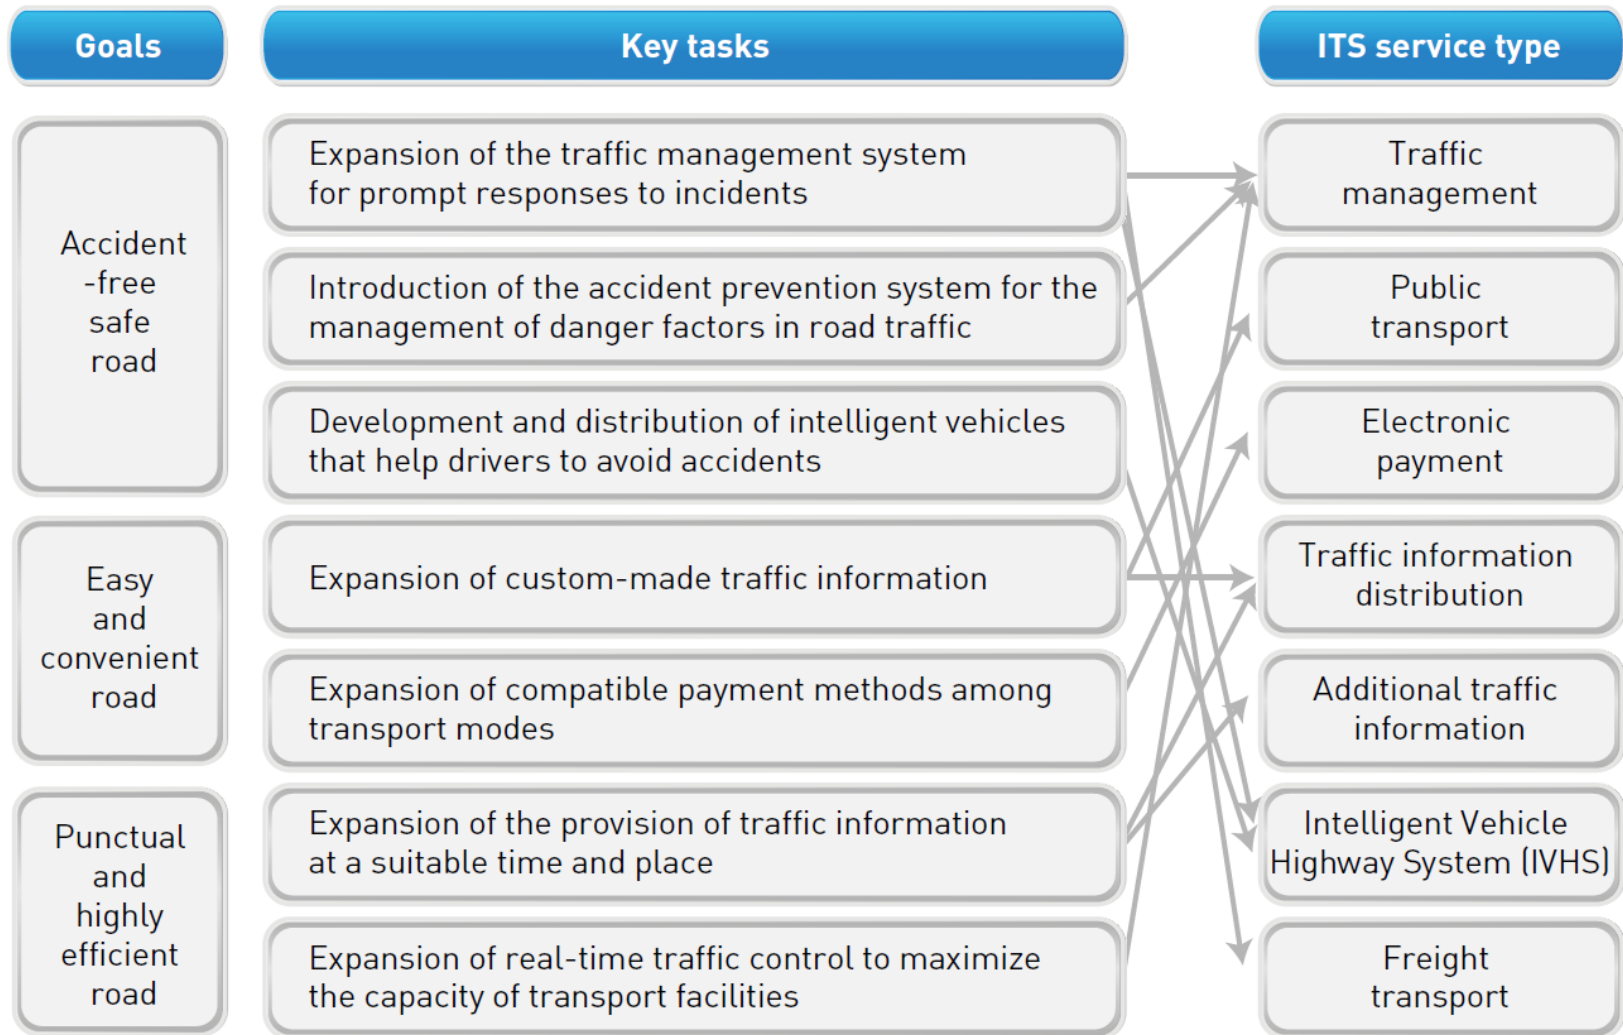 Goals
Key tasks
ITS service type
Accident
-free
safe
road
Expansion of the traffic management system
for prompt responses to incidents
Introduction of the accident prevention system for the
management of danger factors in road traffic
Development and distribution of intelligent vehicles
that help drivers to avoid accidents
Easy
and
convenient
road
Expansion of custom-made traffic information
Expansion of compatible payment methods among
transport modes
Punctual
and
highly
efficient
road
Expansion of the provision of traffic information
at a suitable time and place
Expansion of real-time traffic control to maximize
the capacity of transport facilities
Traffic
management
Public
transport
Electronic
payment
Traffic information
distribution
Additional traffic
information
Intelligent Vehicle
Highway System (IVHS)
Freight
transport